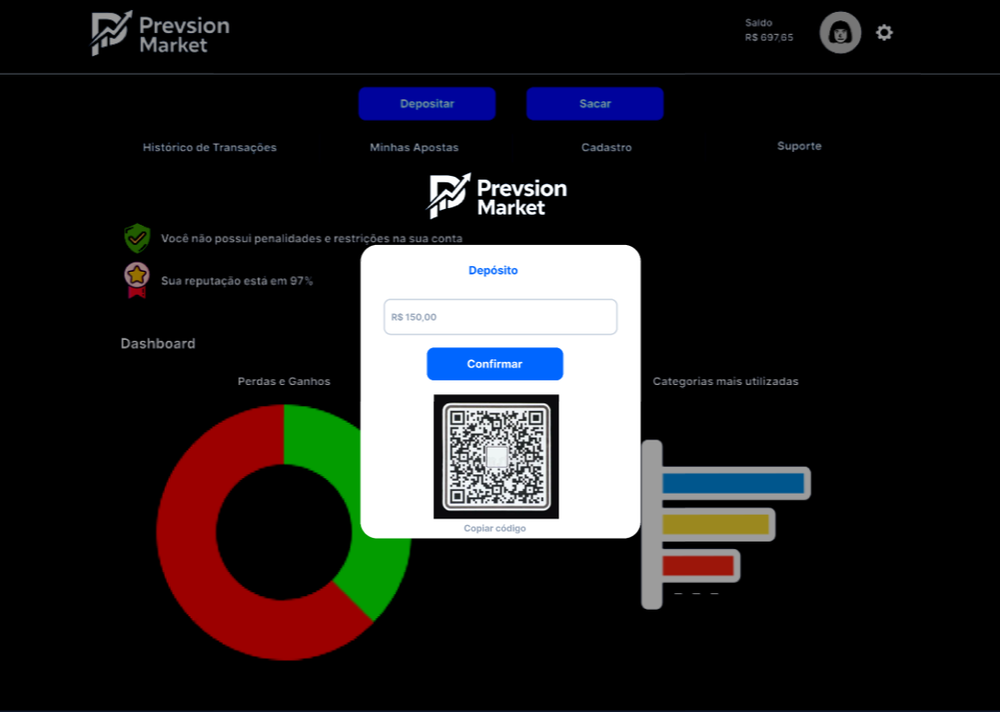 Prevsion
Market
Saldo
R$ 697,65
Depositar
Sacar
Histórico de Transações
Minhas Apostas
Cadastro
Suporte
Prevsion
Market
Você não possui penalidades e restrições na sua conta
Sua reputação está em 97%
Depósito
R$ 150,00
Confirmar
Copiar código
Dashboard
Perdas e Ganhos
Categorias mais utilizadas